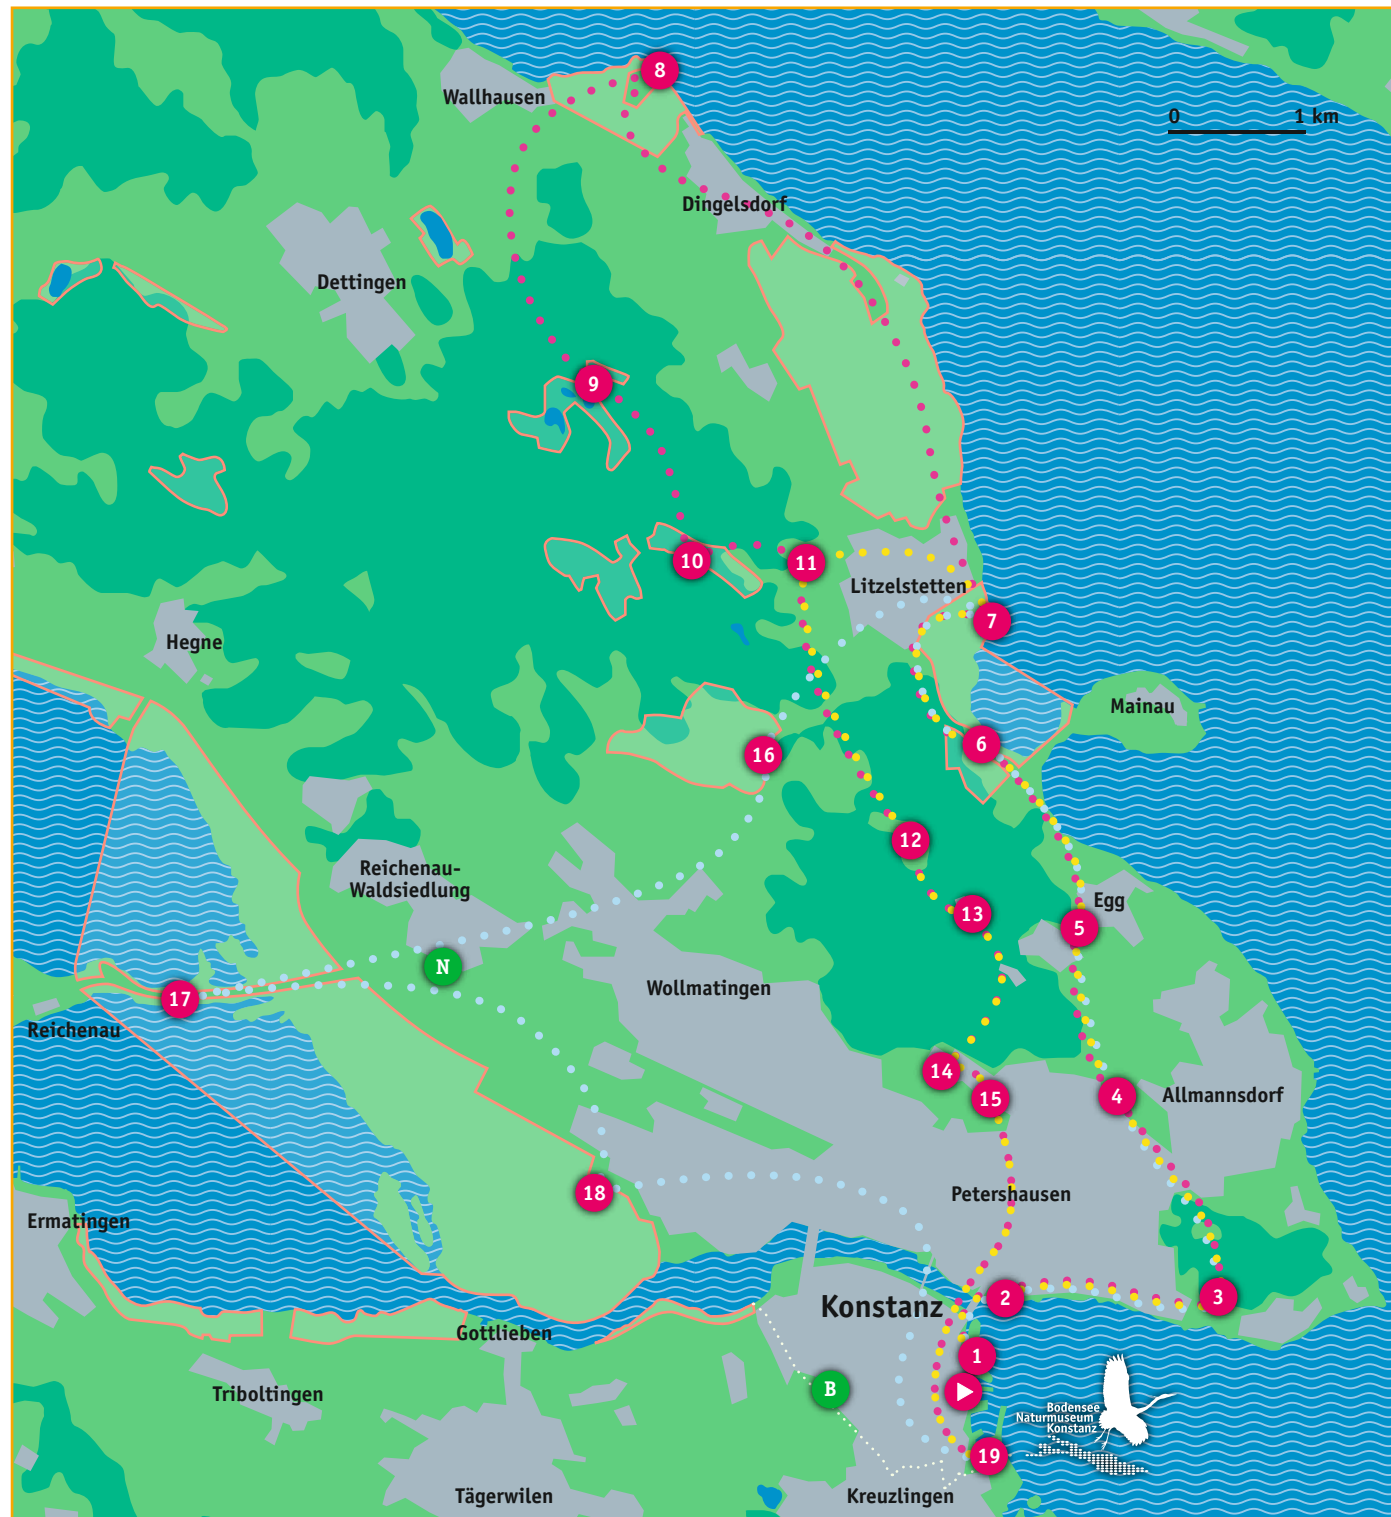 8
Wallhausen
0 1 km
Dingelsdorf
Dettingen
9
10
11
Litzelstetten
7
Hegne
Mainau
6
16
12
Reichenau-
Waldsiedlung
Egg
13
5
N
Wollmatingen
17
Reichenau
14
15
4
Allmannsdorf
18
Petershausen
Ermatingen
2
3
Konstanz
Gottlieben
1
B
Triboltingen
Bodensee
Naturmuseum
Konstanz
19
Tägerwilen
Kreuzlingen